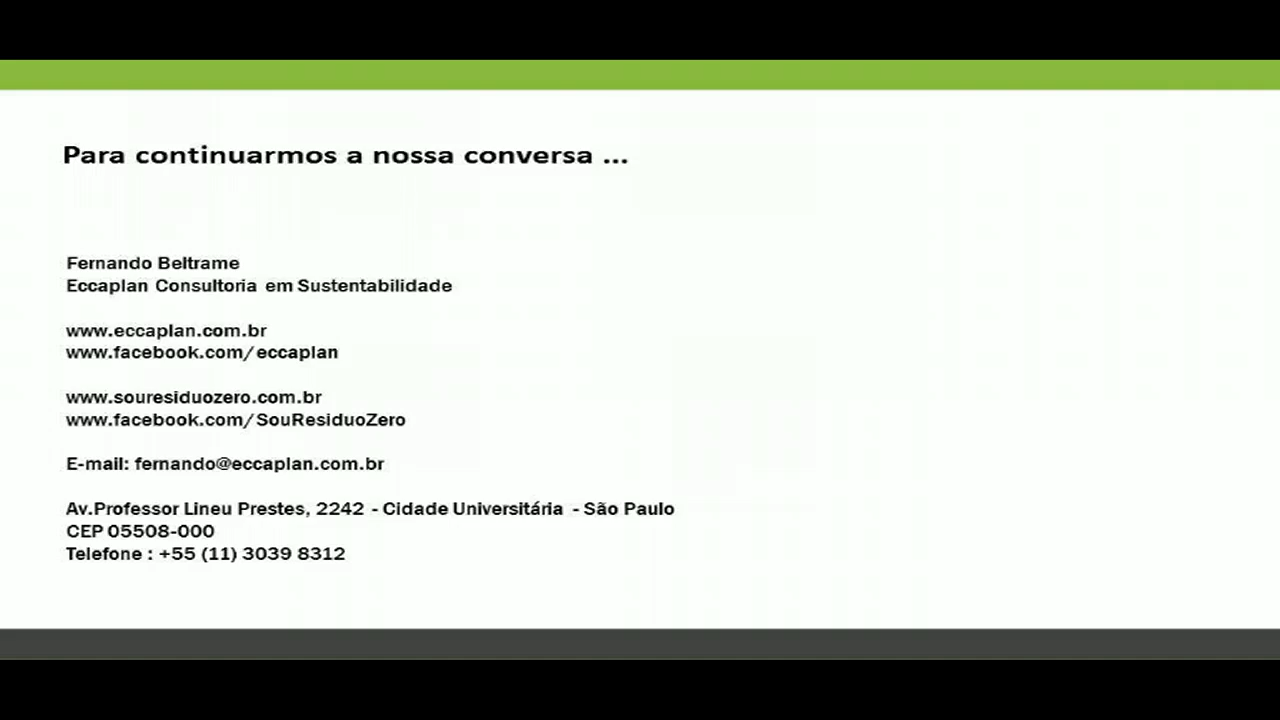 Para continuarmos a nossa conversa ...
Fernando Beltrame
Eccaplan Consultoria em Sustentabilidade
www.eccaplan.com.br
www.facebook.com/eccaplan
www.souresiduozero.com.br
www.facebook.com/SouResiduoZero
E-mail: fernando@eccaplan.com.br
Av.Professor Lineu Prestes, 2242 - Cidade Universitária - São Paulo
CEP 05508-000
Telefone : +55 (11) 3039 8312